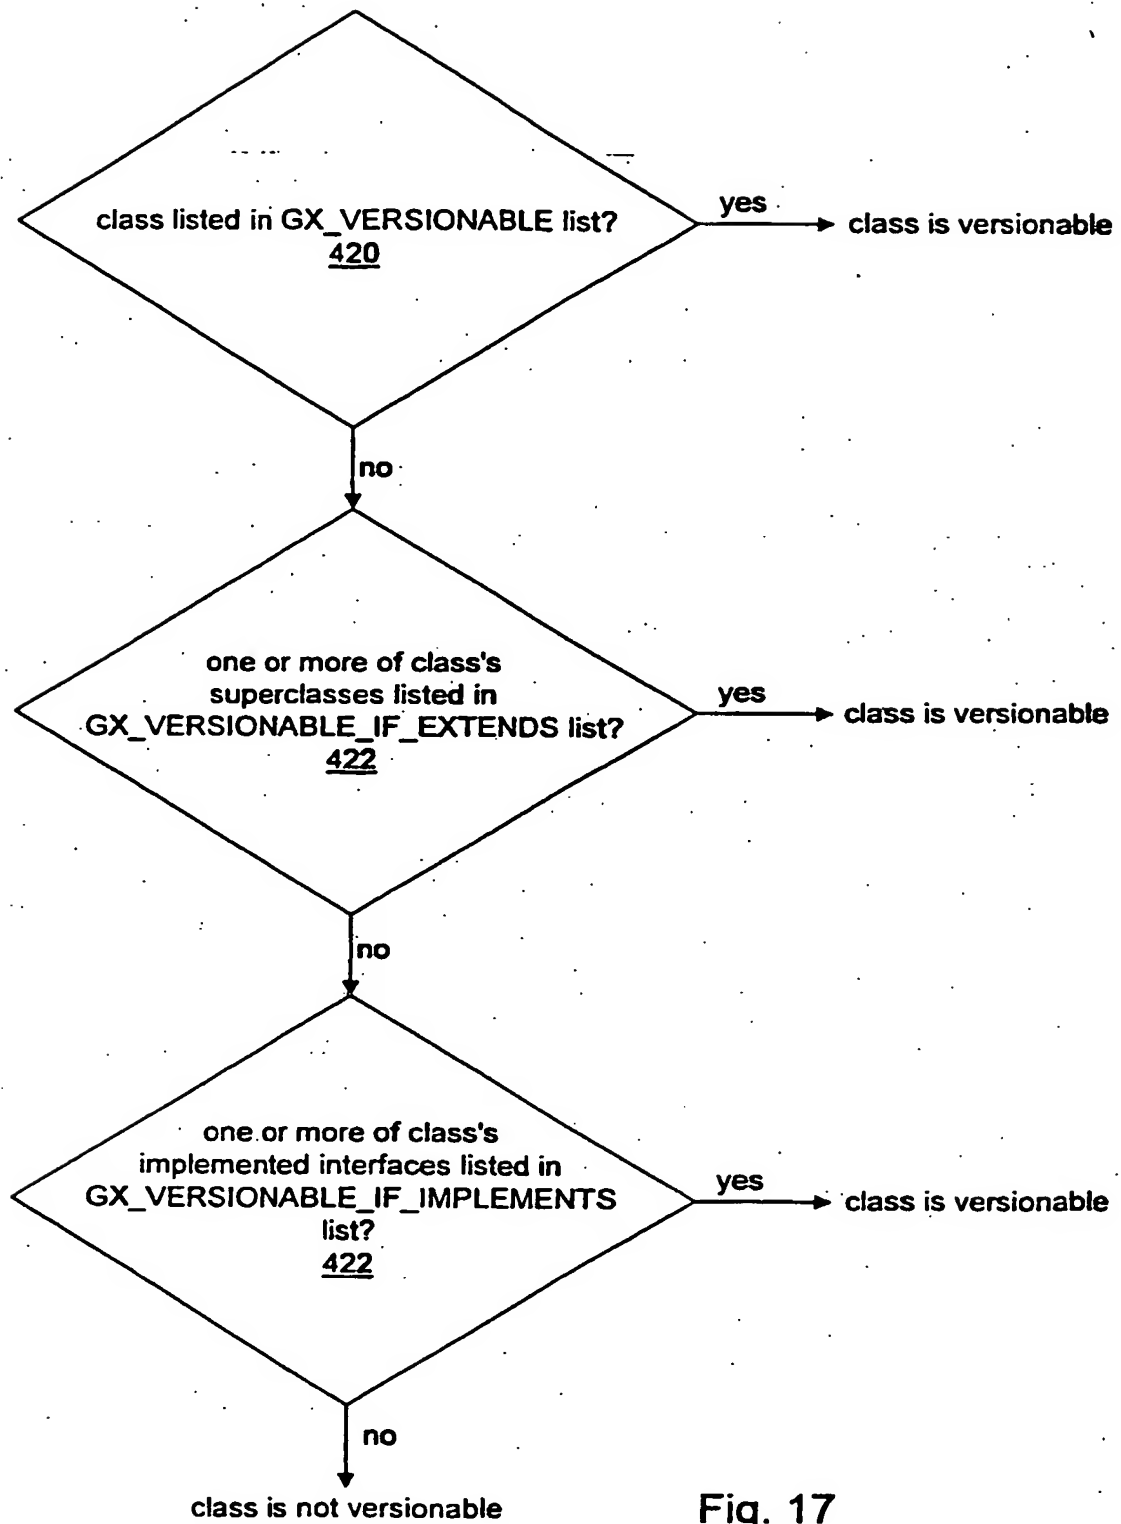 class listed in GX_VERSIONABLE list?
420
yes
class is versionable
no
one or more of class's
superclasses listed in
GX_VERSIONABLE_IF_EXTENDS list?
422
yes
class is versionable
no
one or more of class's
implemented interfaces listed in
GX_VERSIONABLE_IF_IMPLEMENTS
list?
422
yes
class is versionable
no
class is not versionable
Fig. 17